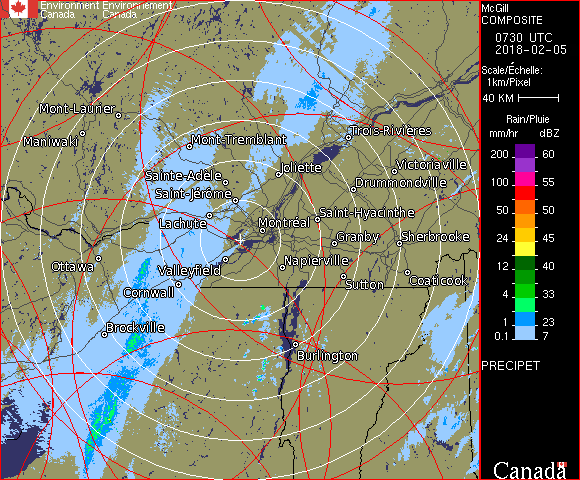 Environment Environnement
Canada Canada
McGill
COMPOSITE
0730 UTC
2018-02-05
Scale/Échelle:
1km/Pixel
40 KM
Rain/Pluie
mm/hr dBZ
200 60
60
100 55
50 50
24 45
32 45
12 40
4 33
1 23
0.1 7
PRECIPET
Canada
Mont-Laurier
Maniwaki
Mont-Tremblant
Trois-Rivières
Joliette
Victoriaville
Sainte-Adèle
Drummondville
Saint-Jérôme
Lachute
Saint-Hyacinthe
Montréal
Granby
Sherbrooke
Ottawa
Valleyfield
Napierville
Cornwall
Sutton
Coaticook
Brockville
Burlington